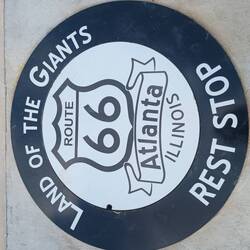 LAND OF THE GIANTS
ROUTE
66
Atlanta
ILLINOIS
REST STOP